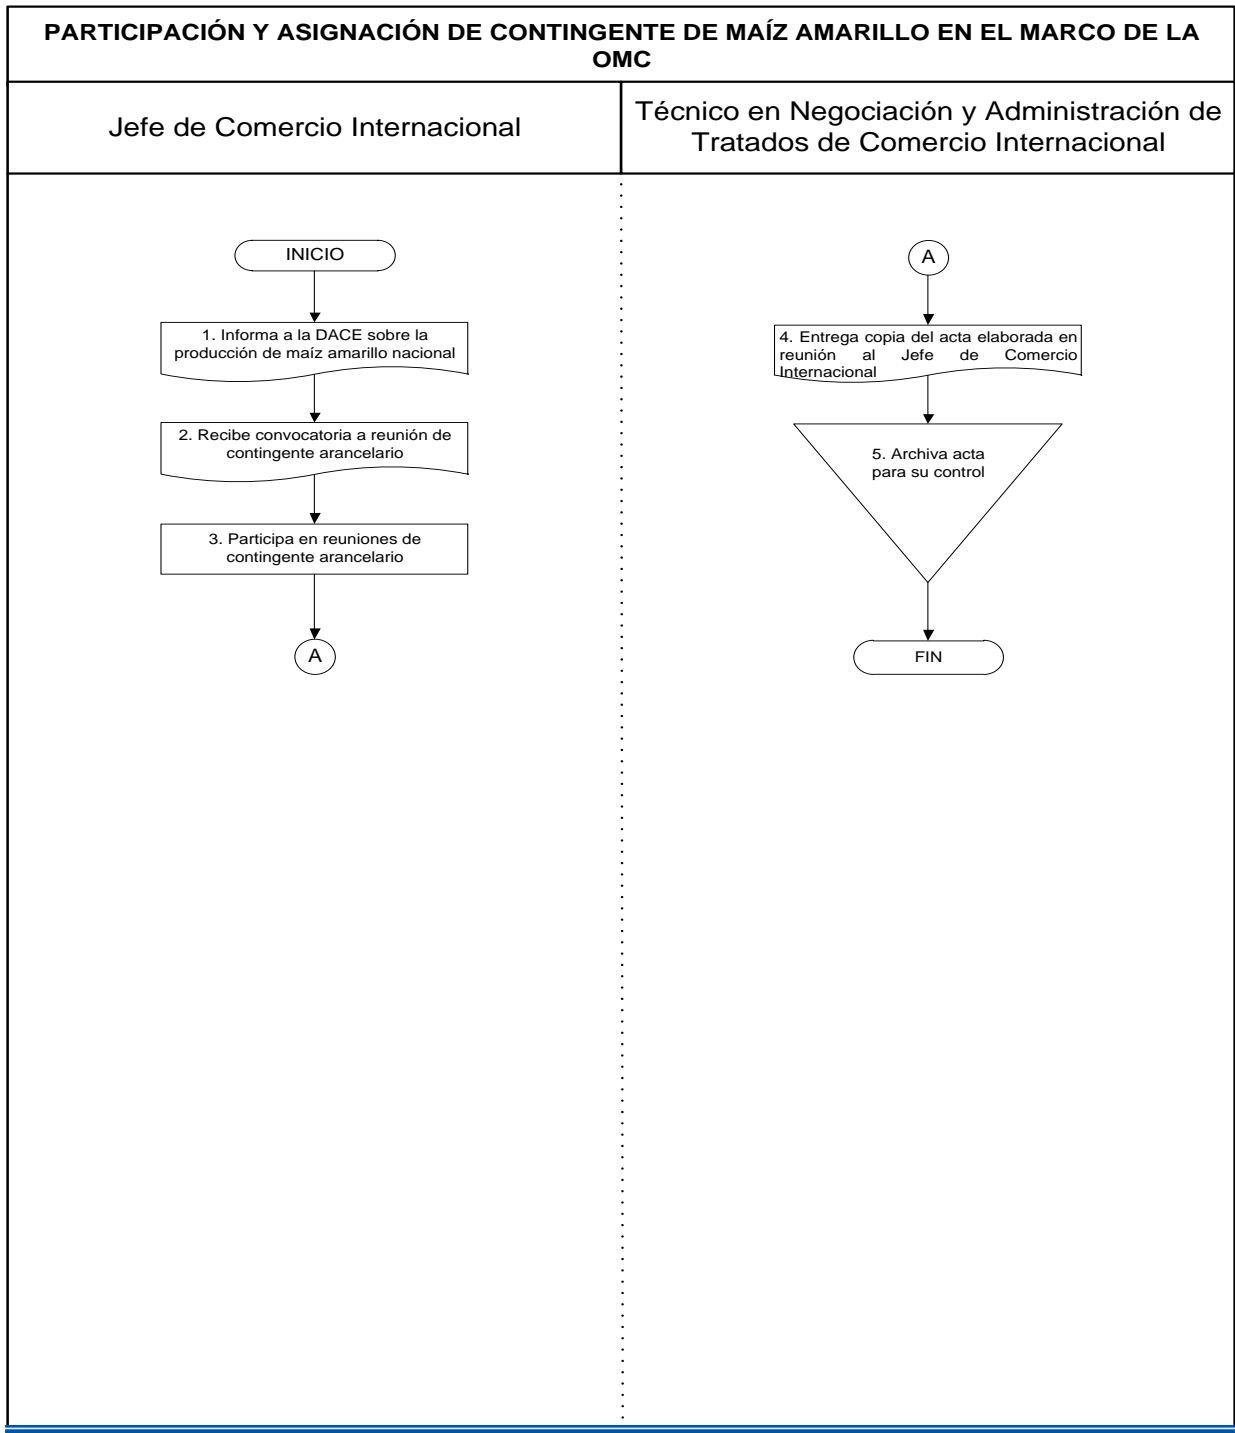 PARTICIPACIÓN Y ASIGNACIÓN DE CONTINGENTE DE MAÍZ AMARILLO EN EL MARCO DE LA
OMC
Jefe de Comercio Internacional
Técnico en Negociación y Administración de
Tratados de Comercio Internacional
INICIO
1. Informa a la DACE sobre la
producción de maíz amarillo nacional
2. Recibe convocatoria a reunión de
contingente arancelario
3. Participa en reuniones de
contingente arancelario
A
A
4. Entrega copia del acta elaborada en
reunión al Jefe de Comercio
Internacional
5. Archiva acta
para su control
FIN